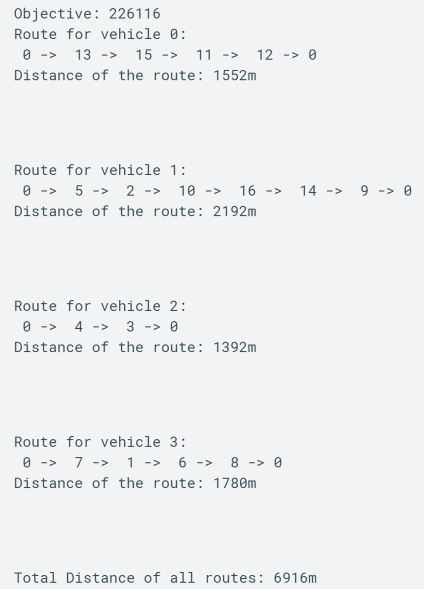 Objective: 226116
Route for vehicle 0:
0 -> 13 -> 15 -> 11 -> 12 -> 0
Distance of the route: 1552m
Route for vehicle 1:
0 -> 5 -> 2 -> 10 -> 16 -> 14 -> 9 -> 0
Distance of the route: 2192m
Route for vehicle 2:
0 -> 4 -> 3 -> 0
Distance of the route: 1392m
Route for vehicle 3:
0 -> 7 -> 1 -> 6 -> 8 -> 0
Distance of the route: 1780m
Total Distance of all routes: 6916m